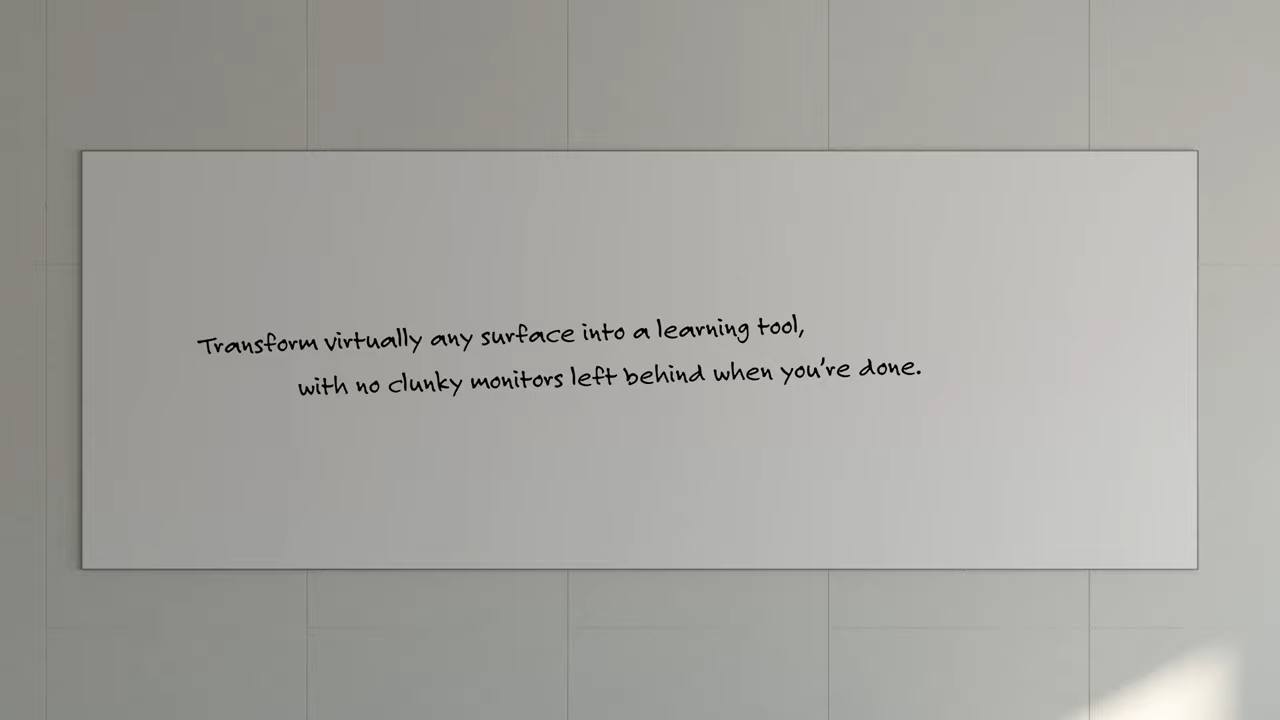 Transform virtually any surface into a learning tool,
with no clunky monitors left behind when you're done.